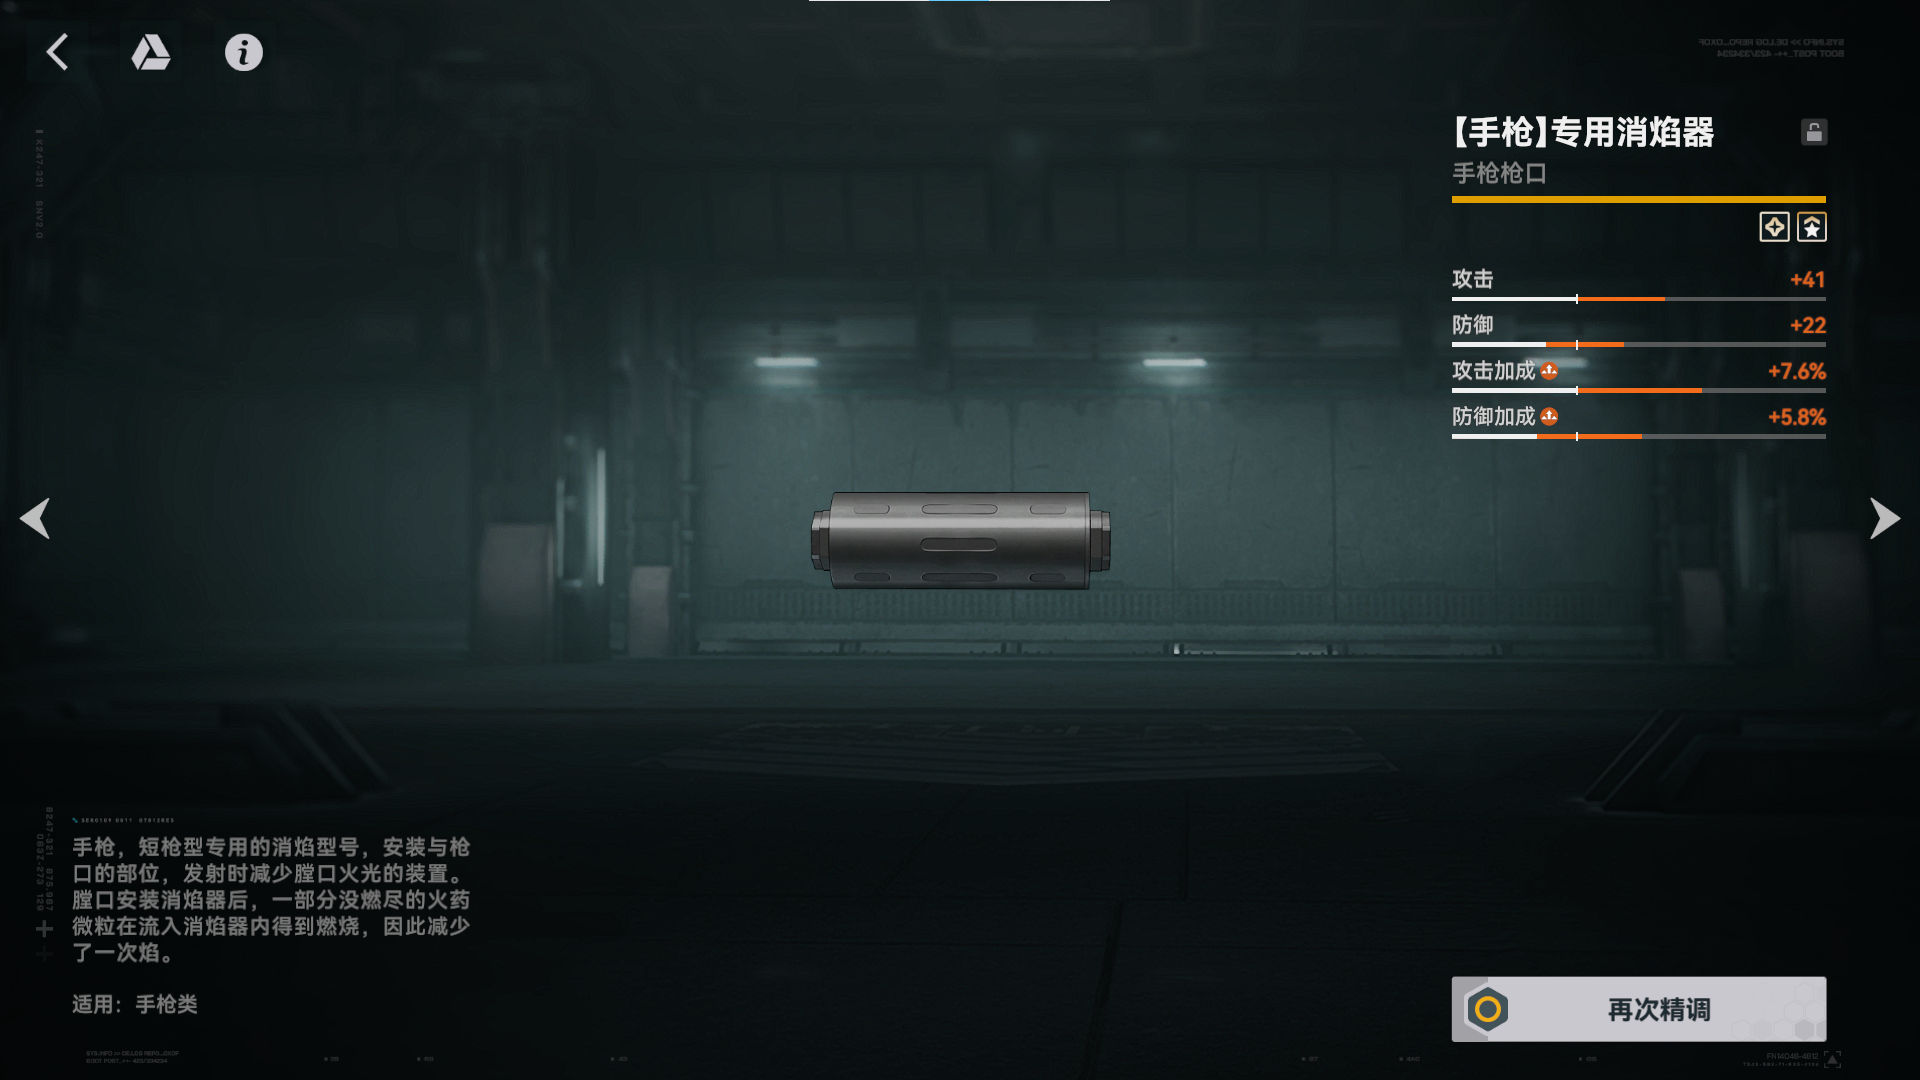 【手枪】专用消焰器
手枪枪口
攻击 +41
防御 +22
攻击加成 +7.6%
防御加成 +5.8%
手枪，短枪型专用的消焰型号，安装与枪
口的部位，发射时减少膛口火光的装置。
膛口安装消焰器后，一部分没燃尽的火药
微粒在流入消焰器内得到燃烧，因此减少
了一次焰。
适用：手枪类
再次精调